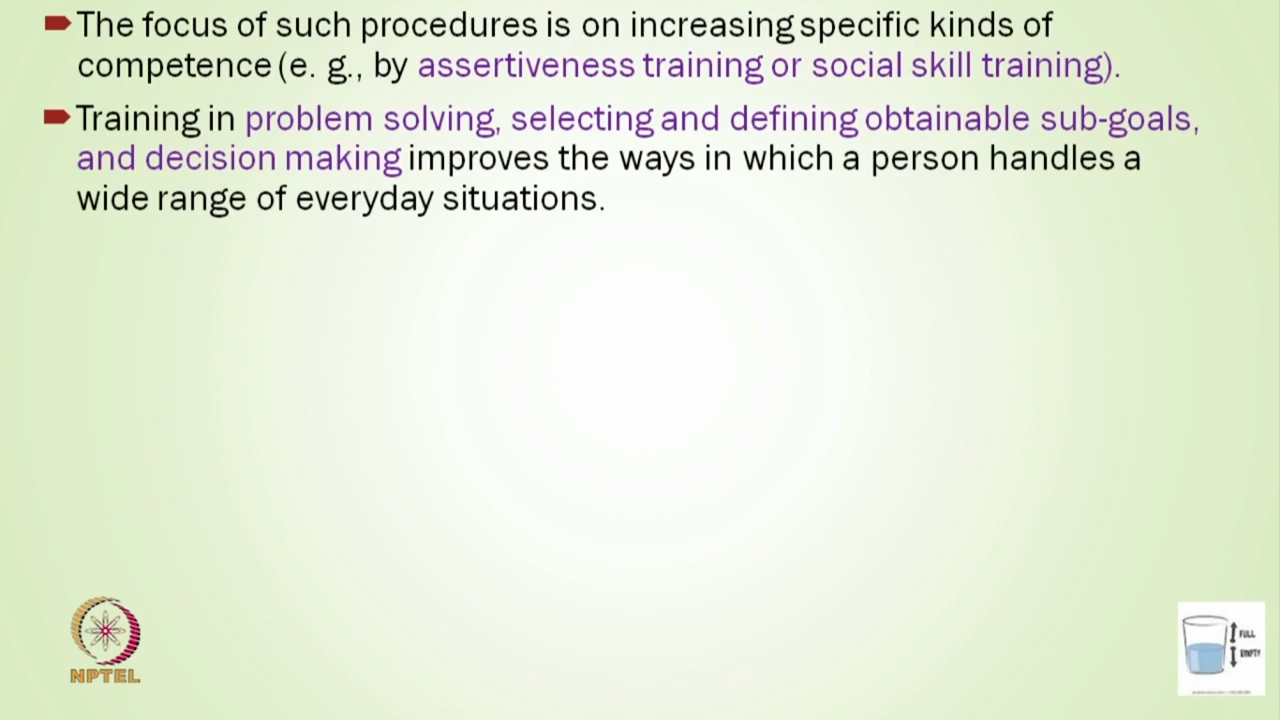 The focus of such procedures is on increasing specific kinds of
competence (e. g., by assertiveness training or social skill training).
Training in problem solving, selecting and defining obtainable sub-goals,
and decision making improves the ways in which a person handles a
wide range of everyday situations.
NPTEL
FULL
EMPTY